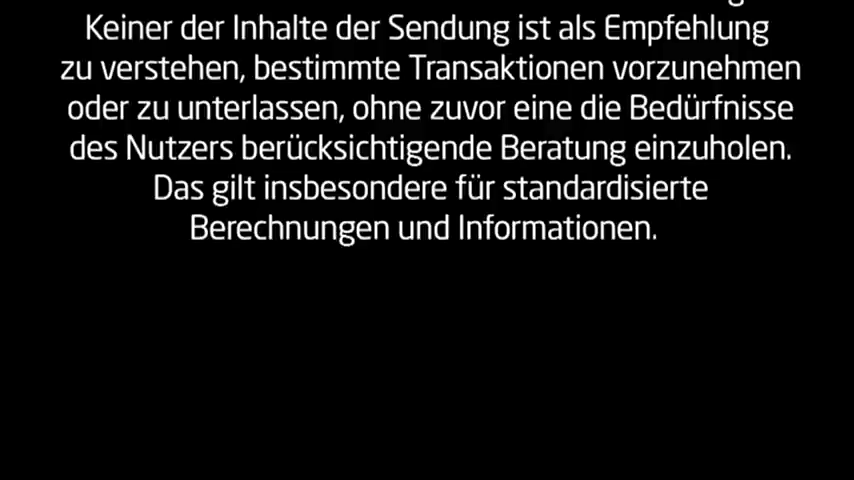 Keiner der Inhalte der Sendung ist als Empfehlung
zu verstehen, bestimmte Transaktionen vorzunehmen
oder zu unterlassen, ohne zuvor eine die Bedürfnisse
des Nutzers berücksichtigende Beratung einzuholen.
Das gilt insbesondere für standardisierte
Berechnungen und Informationen.